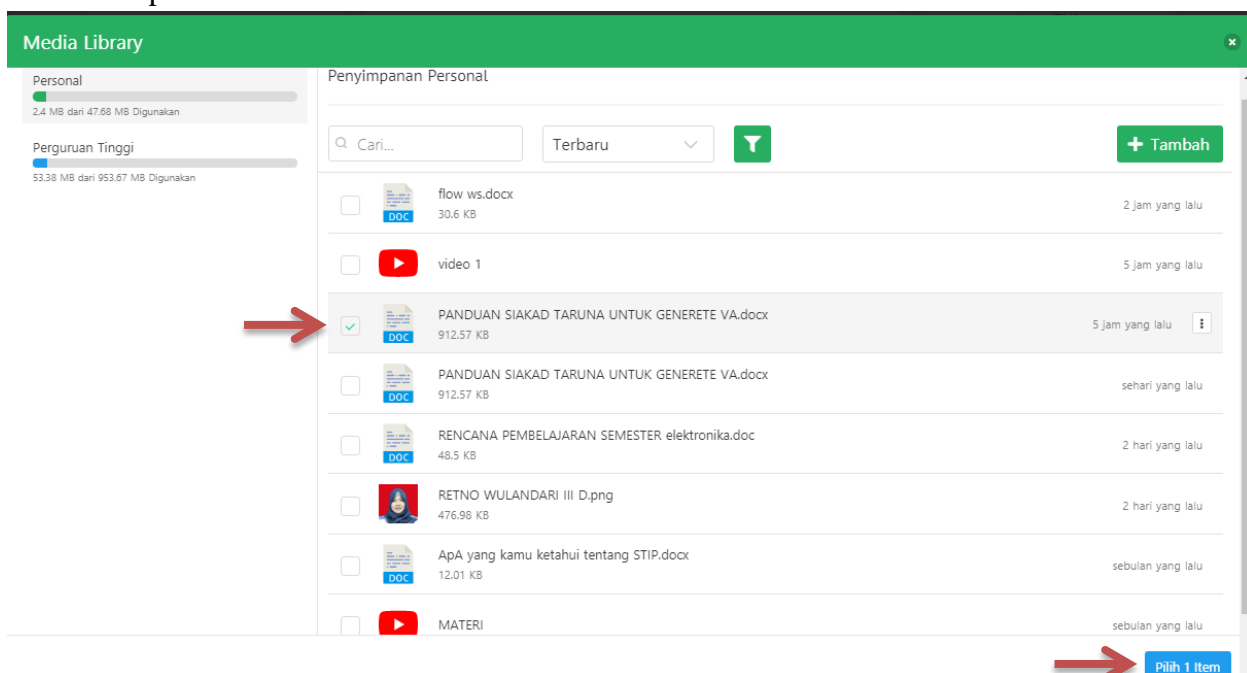 Media Library
Personal
2.4 MB dari 47.68 MB Digunakan
Perguruan Tinggi
53.38 MB dari 953.67 MB Digunakan
Penyimpanan Personal
Cari...
Terbaru
+ Tambah
flow ws.docx
30.6 KB
2 jam yang lalu
DOC
video 1
5 jam yang lalu
PANDUAN SIAKAD TARUNA UNTUK GENERETE VA.docx
912.57 KB
5 jam yang lalu
DOC
PANDUAN SIAKAD TARUNA UNTUK GENERETE VA.docx
912.57 KB
sehari yang lalu
DOC
RENCANA PEMBELAJARAN SEMESTER elektronika.doc
48.5 KB
2 hari yang lalu
DOC
RETNO WULANDARI III D.png
476.98 KB
2 hari yang lalu
ApA yang kamu ketahui tentang STIP.docx
12.01 KB
sebulan yang lalu
DOC
MATERI
sebulan yang lalu
Pilih 1 Item